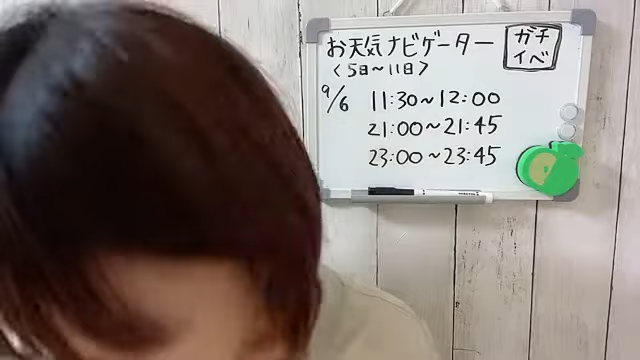 お天気ナビゲーター
ガチ
イベ
〈5日~11日〉
9/6 11:30~12:00
21:00~21:45
23:00~23:45